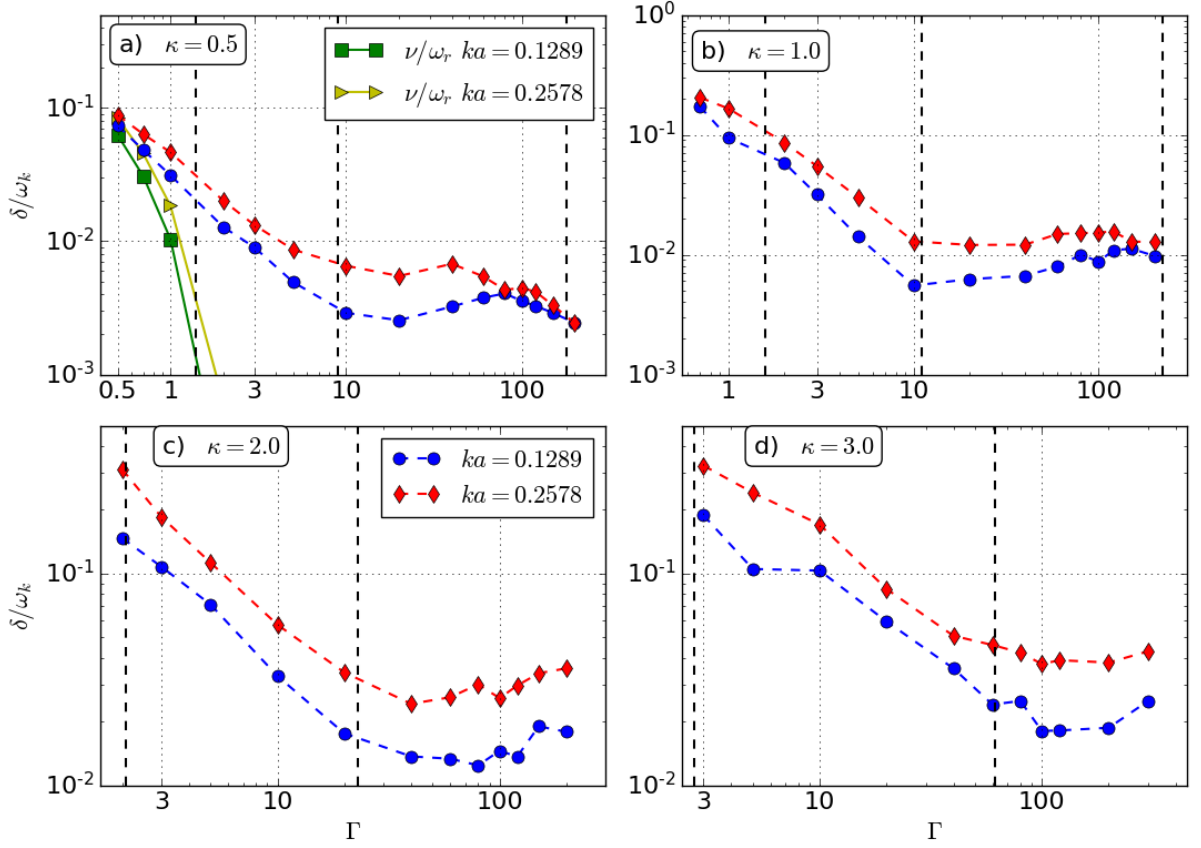 a) κ = 0.5
ν/ω_r ka = 0.1289
ν/ω_r ka = 0.2578
δ/ω_k
10^{-1}
10^{-2}
10^{-3}
0.5 1 3 10 100
b) κ = 1.0
10^0
10^{-1}
10^{-2}
10^{-3}
1 3 10 100
c) κ = 2.0
ka = 0.1289
ka = 0.2578
δ/ω_k
10^{-1}
10^{-2}
3 10 100
Γ
d) κ = 3.0
10^{-1}
10^{-2}
3 10 100
Γ